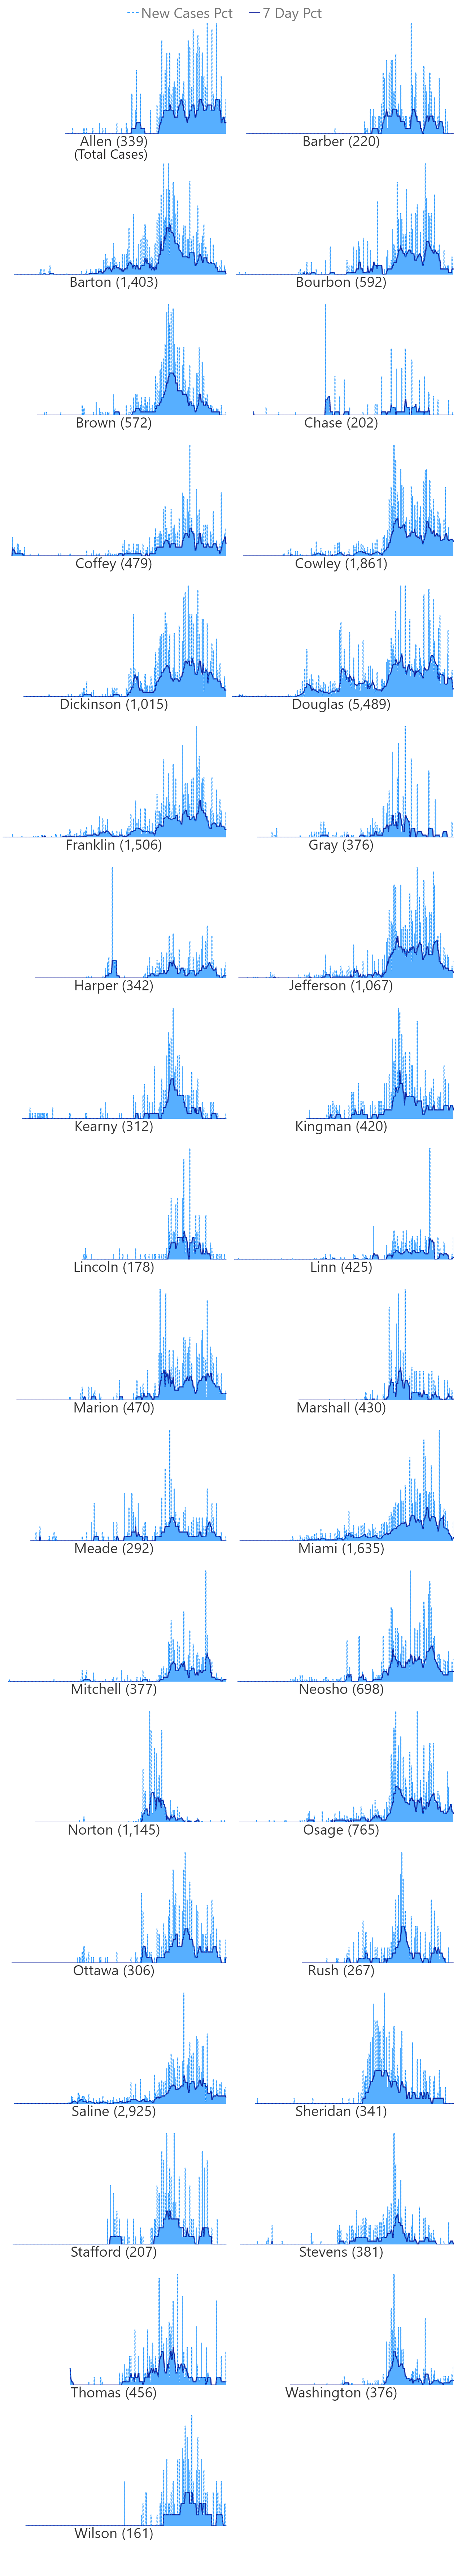 New Cases Pct 7 Day Pct
Allen (339) Barber (220)
(Total Cases)
Barton (1,403) Bourbon (592)
Brown (572) Chase (202)
Coffey (479) Cowley (1,861)
Dickinson (1,015) Douglas (5,489)
Franklin (1,506) Gray (376)
Harper (342) Jefferson (1,067)
Kearny (312) Kingman (420)
Lincoln (178) Linn (425)
Marion (470) Marshall (430)
Meade (292) Miami (1,635)
Mitchell (377) Neosho (698)
Norton (1,145) Osage (765)
Ottawa (306) Rush (267)
Saline (2,925) Sheridan (341)
Stafford (207) Stevens (381)
Thomas (456) Washington (376)
Wilson (161)